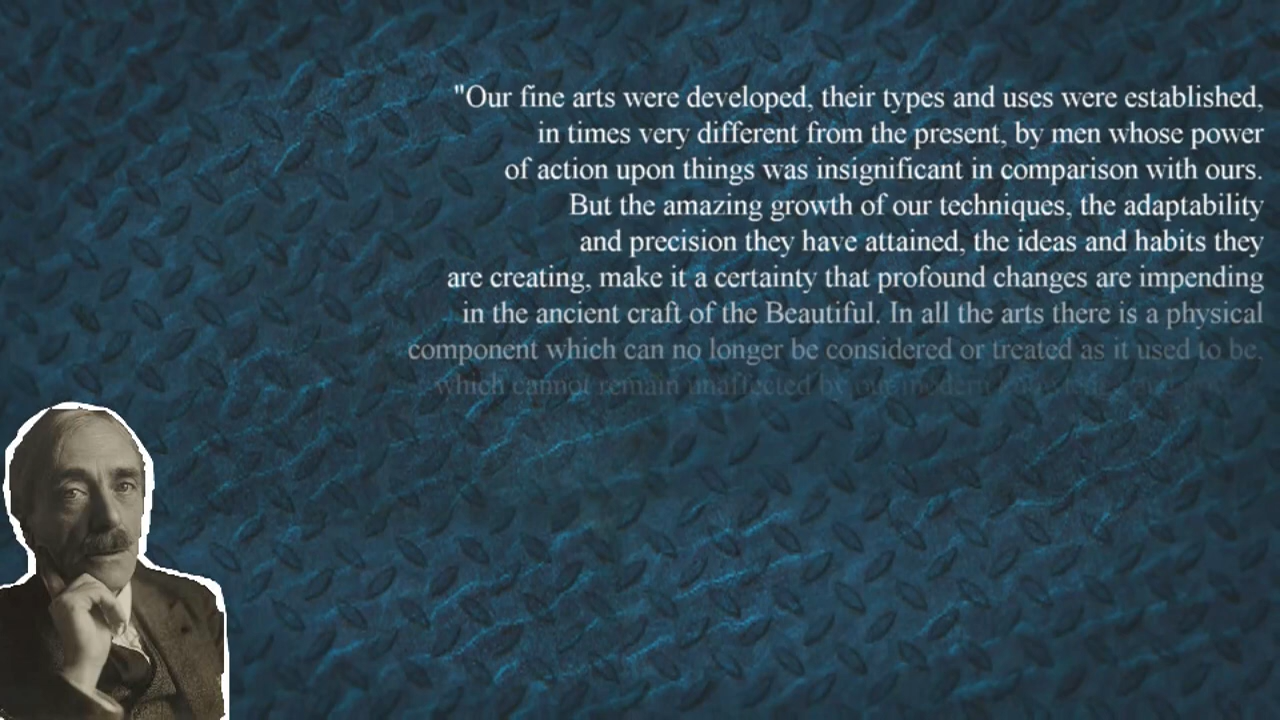 "Our fine arts were developed, their types and uses were established,
in times very different from the present, by men whose power
of action upon things was insignificant in comparison with ours.
But the amazing growth of our techniques, the adaptability
and precision they have attained, the ideas and habits they
are creating, make it a certainty that profound changes are impending
in the ancient craft of the Beautiful. In all the arts there is a physical
component which can no longer be considered or treated as it used to be,
which cannot remain unaffected by our modern